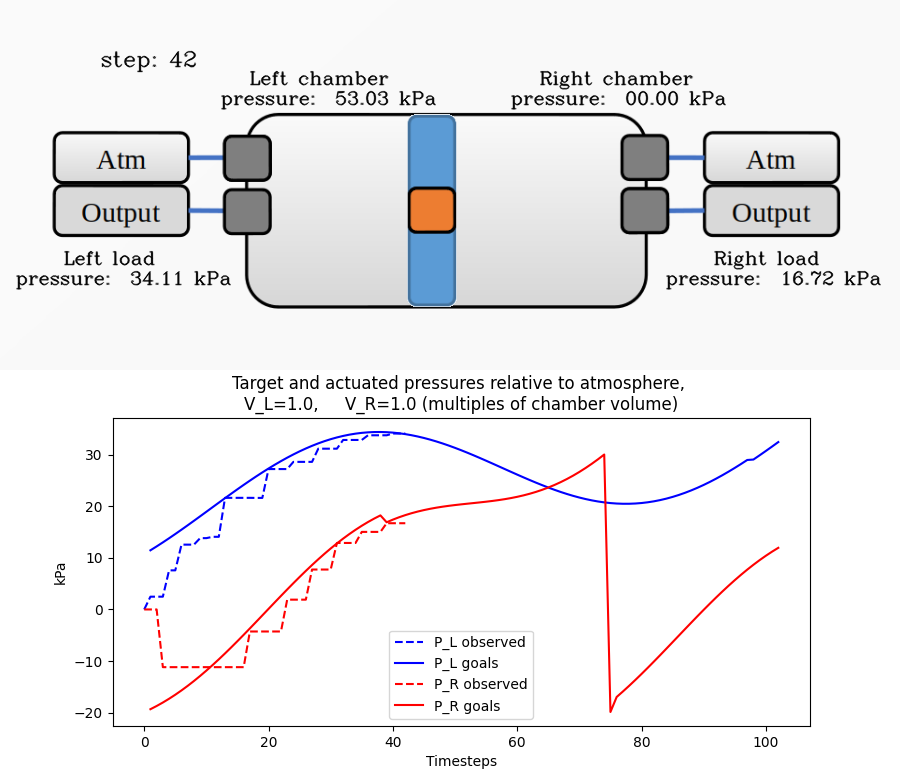 step: 42
Left chamber
pressure: 53.03 kPa
Right chamber
pressure: 00.00 kPa
Atm
Output
Atm
Output
Left load
pressure: 34.11 kPa
Right load
pressure: 16.72 kPa
Target and actuated pressures relative to atmosphere,
V_L=1.0, V_R=1.0 (multiples of chamber volume)
kPa
30
20
10
0
−10
−20
P_L observed
P_L goals
P_R observed
P_R goals
0 20 40 60 80 100
Timesteps